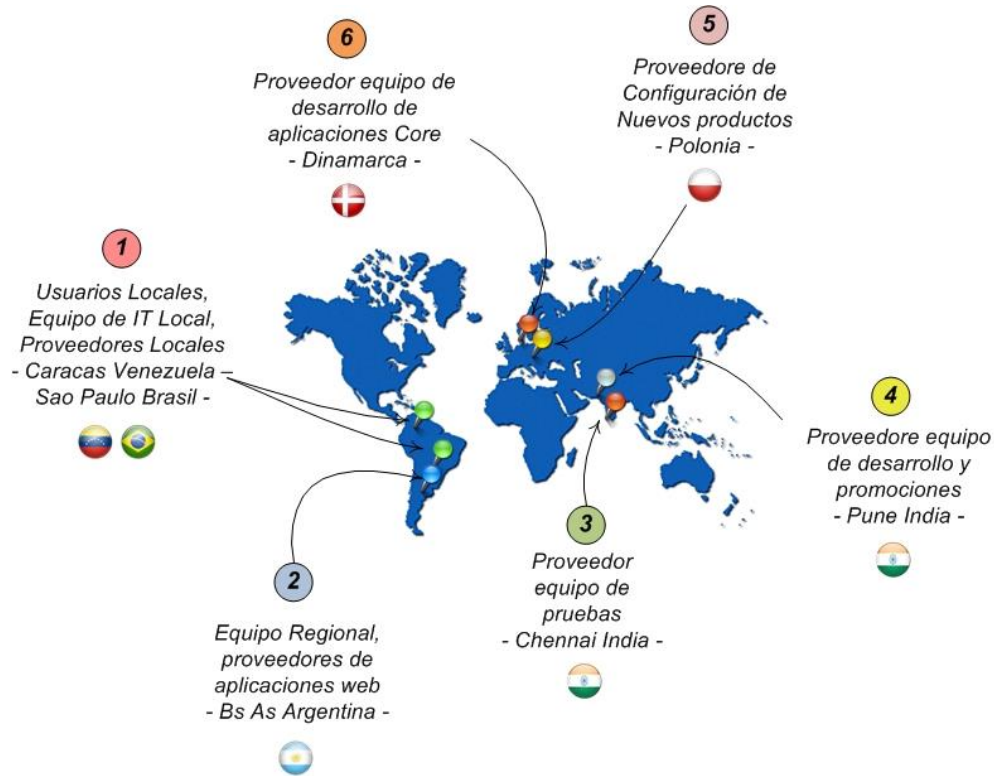 6
Proveedor equipo de
desarrollo de
aplicaciones Core
- Dinamarca -
5
Proveedore de
Configuración de
Nuevos productos
- Polonia -
1
Usuarios Locales,
Equipo de IT Local,
Proveedores Locales
- Caracas Venezuela –
Sao Paulo Brasil -
4
Proveedore equipo
de desarrollo y
promociones
- Pune India -
3
Proveedor
equipo de
pruebas
- Chennai India -
2
Equipo Regional,
proveedores de
aplicaciones web
- Bs As Argentina -